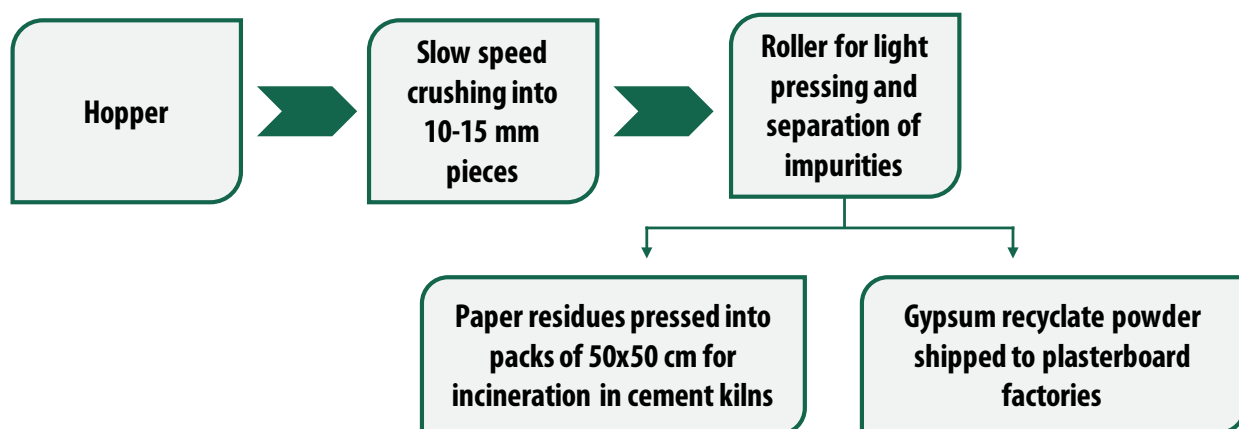 Hopper
Slow speed
crushing into
10-15 mm
pieces
Roller for light
pressing and
separation of
impurities
Paper residues pressed into
packs of 50x50 cm for
incineration in cement kilns
Gypsum recyclate powder
shipped to plasterboard
factories